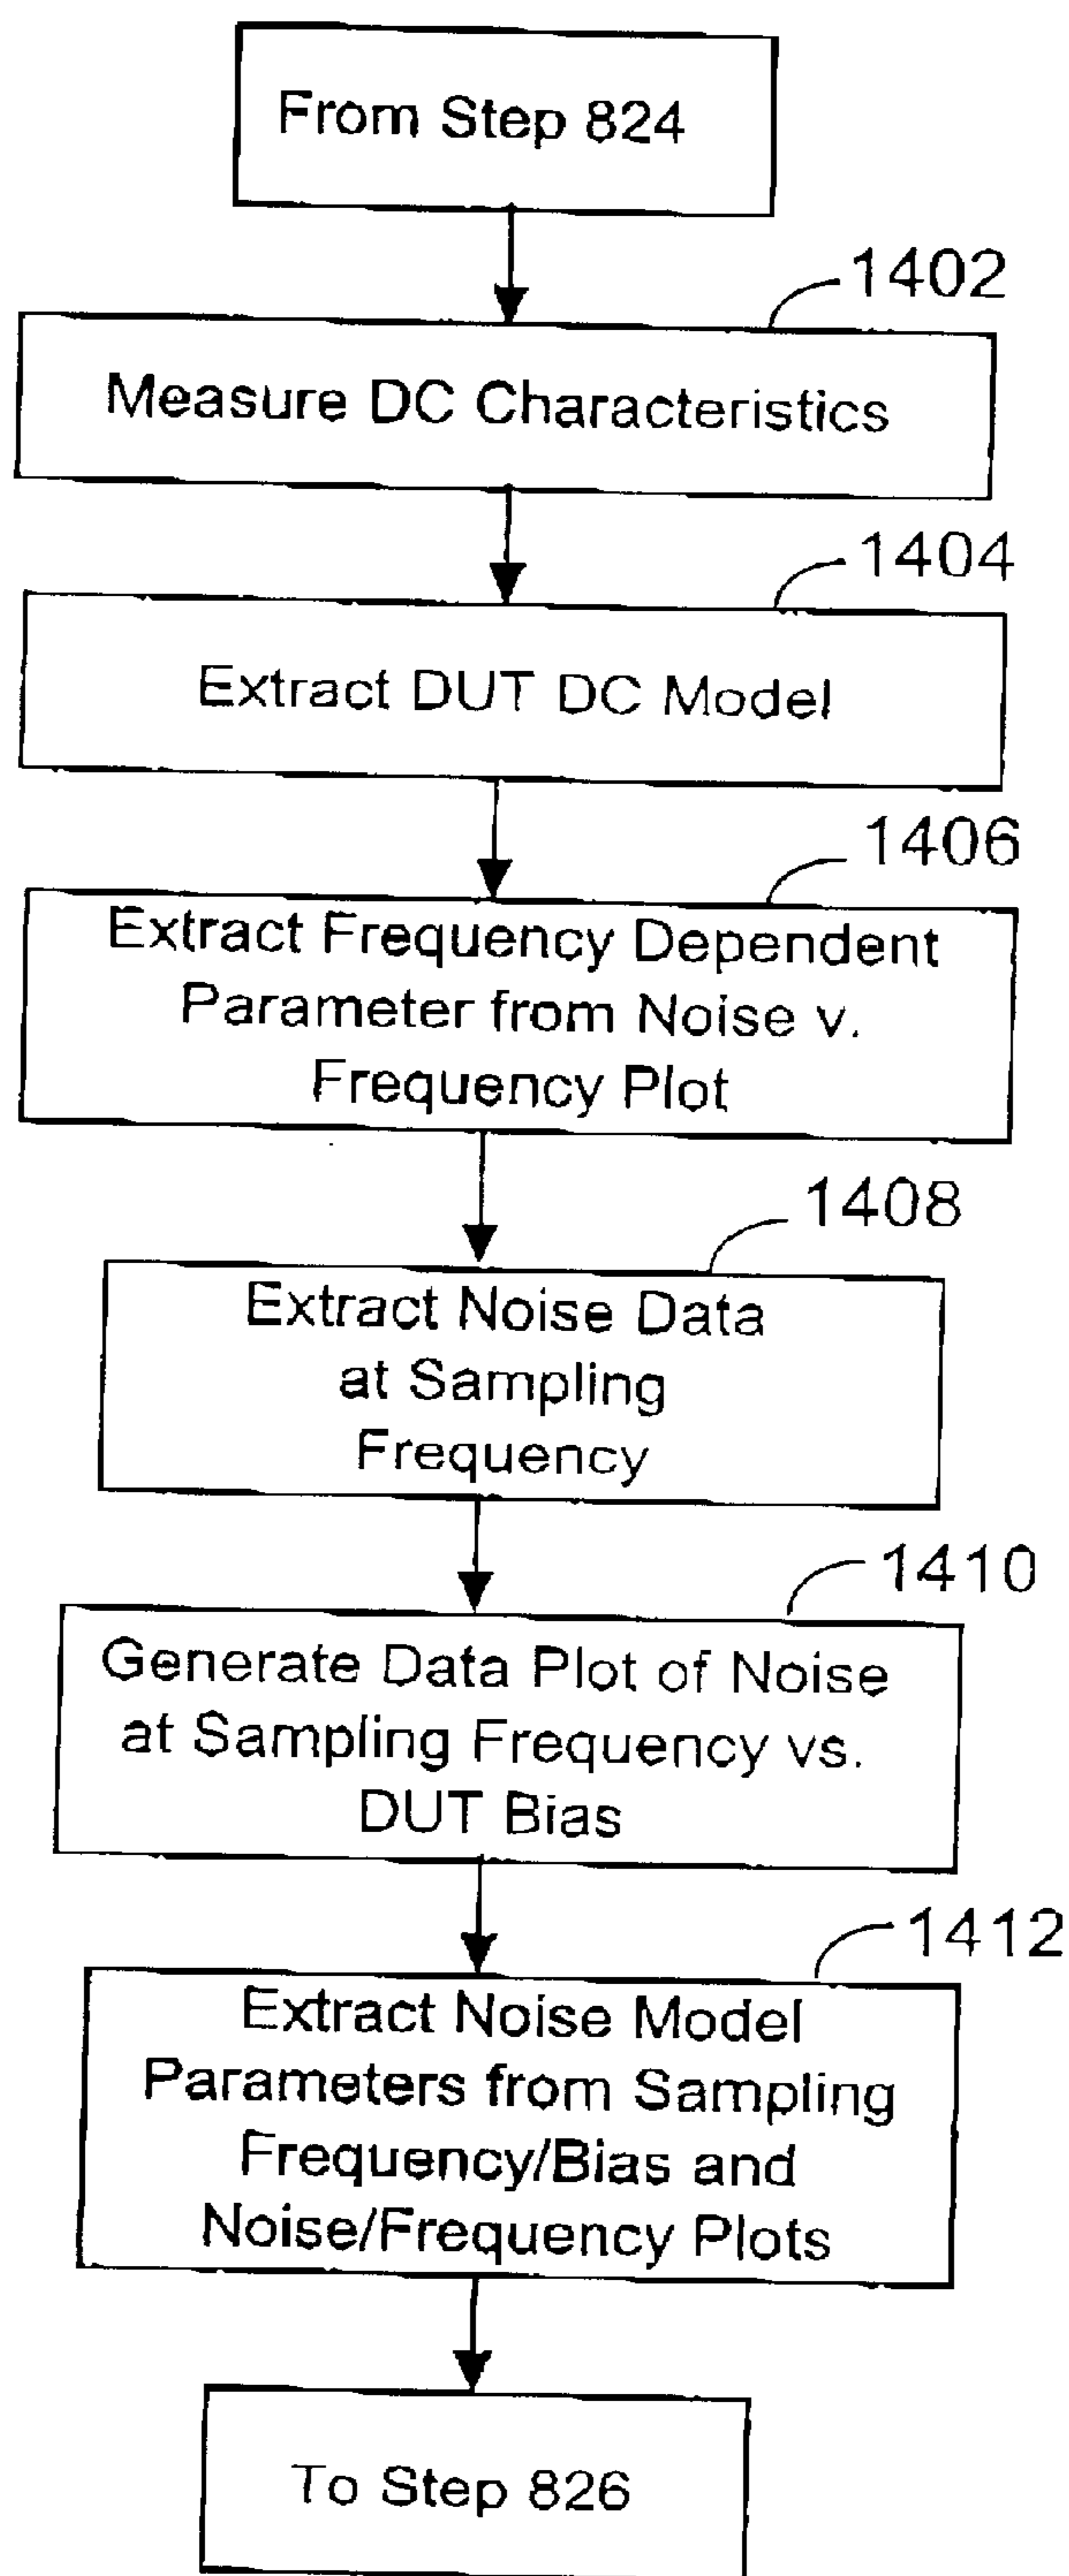 From Step 824
1402
Measure DC Characteristics
1404
Extract DUT DC Model
1406
Extract Frequency Dependent
Parameter from Noise v.
Frequency Plot
1408
Extract Noise Data
at Sampling
Frequency
1410
Generate Data Plot of Noise
at Sampling Frequency vs.
DUT Bias
1412
Extract Noise Model
Parameters from Sampling
Frequency/Bias and
Noise/Frequency Plots
To Step 826